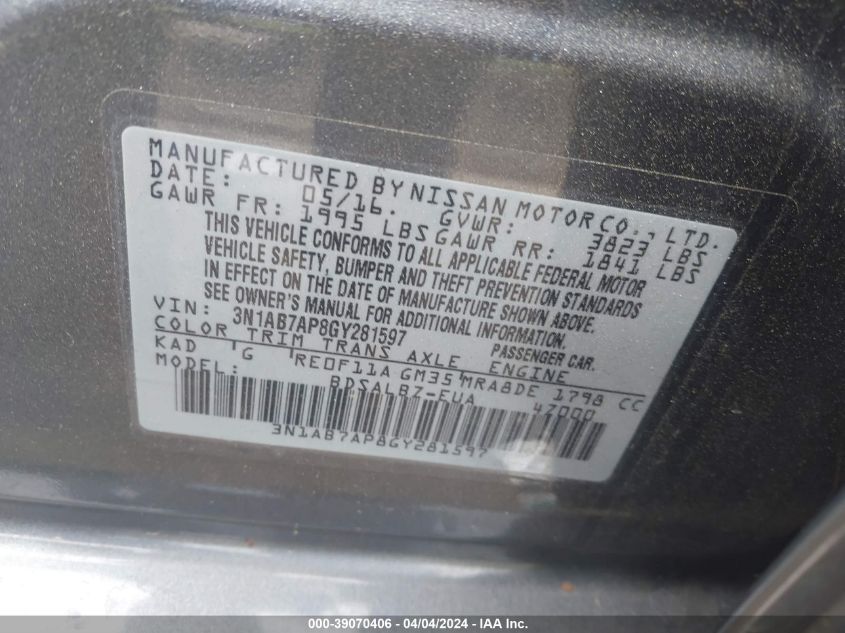 MANUFACTURED BY NISSAN MOTOR CO., LTD.
DATE: 05/16. GVWR: 3823 LBS
GAWR FR: 1995 LBS GAWR RR: 1841 LBS
THIS VEHICLE CONFORMS TO ALL APPLICABLE FEDERAL MOTOR
VEHICLE SAFETY, BUMPER AND THEFT PREVENTION STANDARDS
IN EFFECT ON THE DATE OF MANUFACTURE SHOWN ABOVE.
SEE OWNER'S MANUAL FOR ADDITIONAL INFORMATION.
VIN: 3N1AB7AP8GY281597 PASSENGER CAR.
COLOR TRIM TRANS AXLE ENGINE
KAD G RE0F11A GM35 MRA8DE 1798 CC
MODEL: BDSALBZ-EUA 47000
3N1AB7AP8GY281597
000-39070406 - 04/04/2024 - IAA Inc.